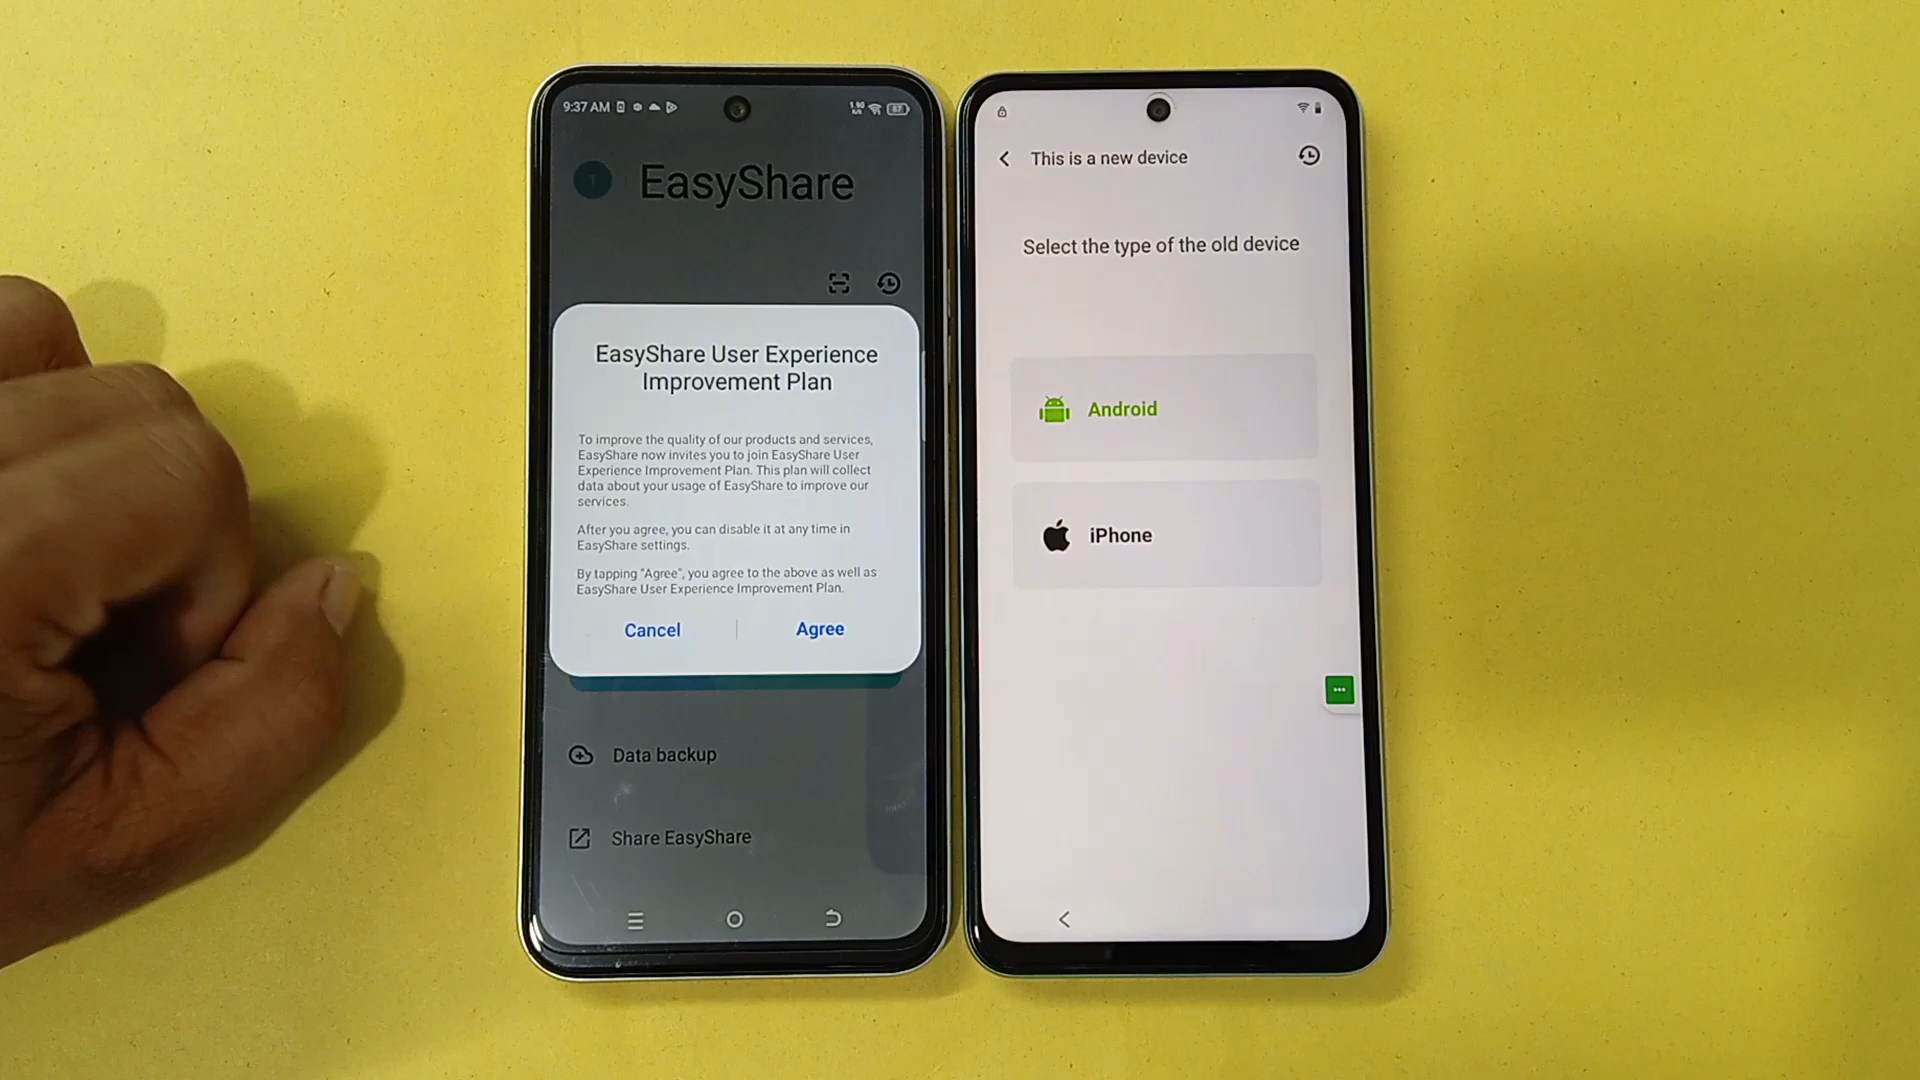 9:37 AM
67
EasyShare
EasyShare User Experience
Improvement Plan
To improve the quality of our products and services,
EasyShare now invites you to join EasyShare User
Experience Improvement Plan. This plan will collect
data about your usage of EasyShare to improve our
services.
After you agree, you can disable it at any time in
EasyShare settings.
By tapping "Agree", you agree to the above as well as
EasyShare User Experience Improvement Plan.
Cancel
Agree
Data backup
Share EasyShare
This is a new device
Select the type of the old device
Android
iPhone